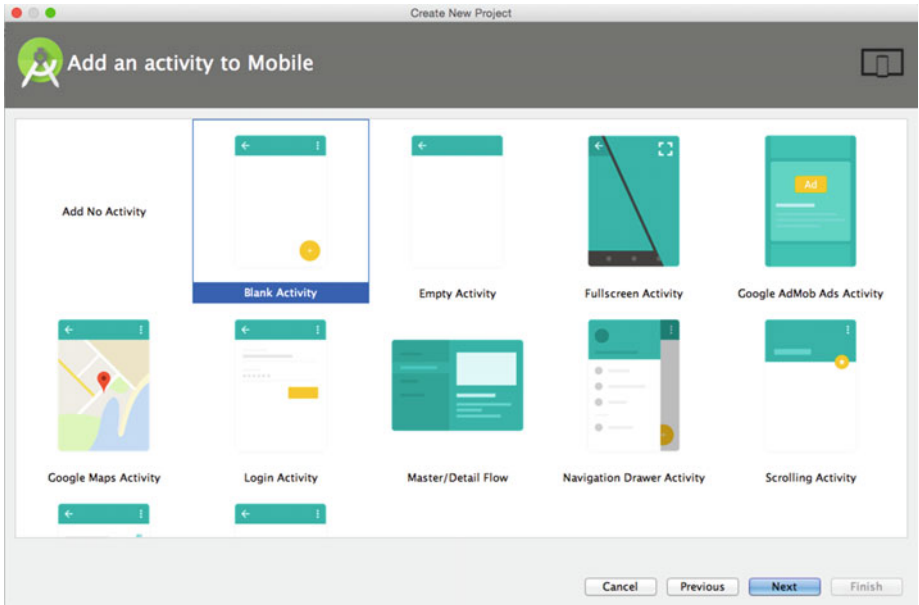 Create New Project
Add an activity to Mobile
Ad
Add No Activity
Blank Activity
Empty Activity
Fullscreen Activity
Google AdMob Ads Activity
Google Maps Activity
Login Activity
Master/Detail Flow
Navigation Drawer Activity
Scrolling Activity
Cancel
Previous
Next
Finish